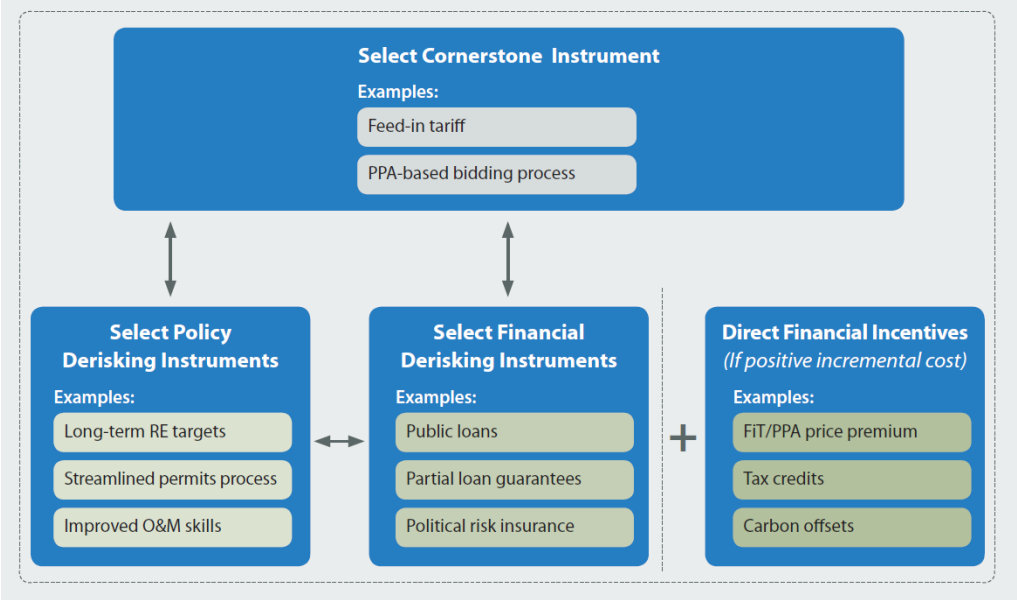 Select Cornerstone Instrument
Examples:
Feed-in tariff
PPA-based bidding process
Select Policy
Derisking Instruments
Examples:
Long-term RE targets
Streamlined permits process
Improved O&M skills
Select Financial
Derisking Instruments
Examples:
Public loans
Partial loan guarantees
Political risk insurance
+
Direct Financial Incentives
(If positive incremental cost)
Examples:
FiT/PPA price premium
Tax credits
Carbon offsets